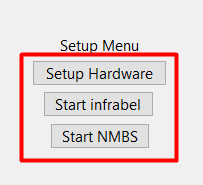 Setup Menu
Setup Hardware
Start infrabel
Start NMBS